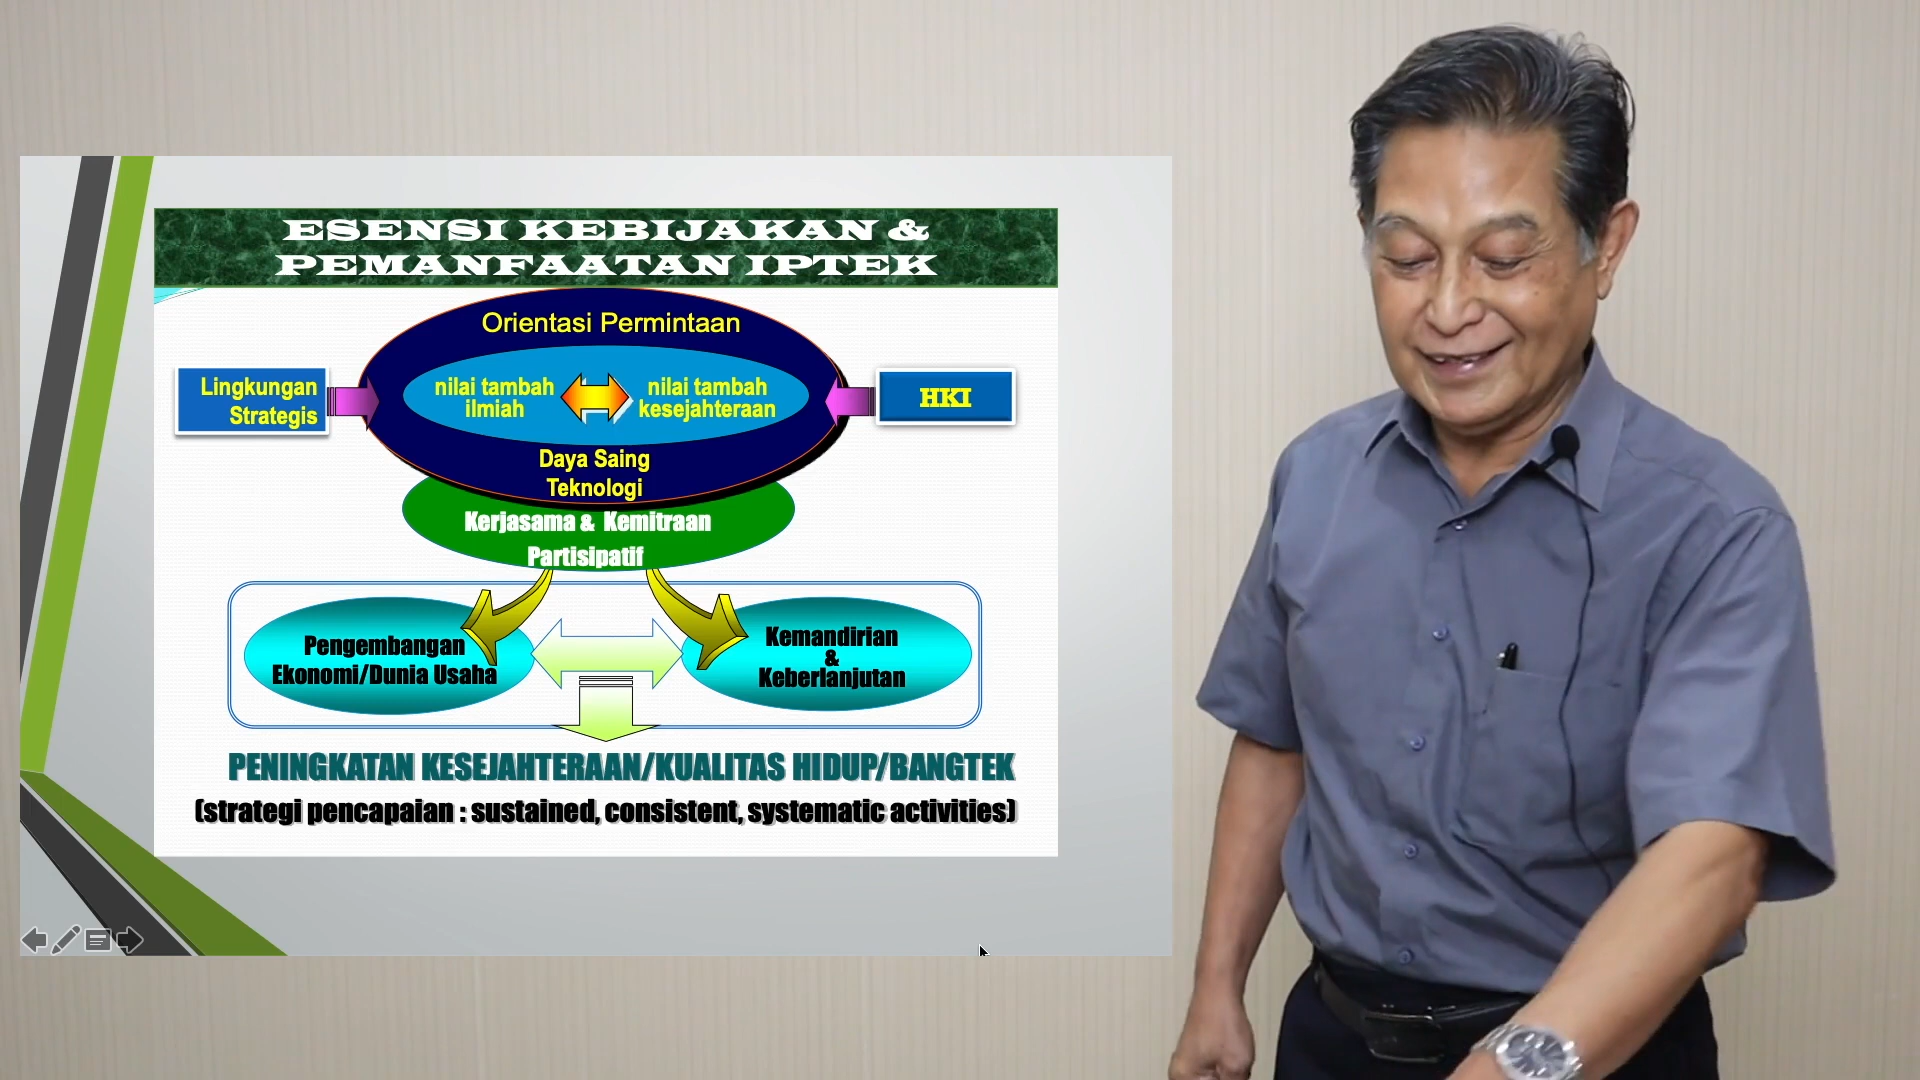 ESENSI KEBIJAKAN &
PEMANFAATAN IPTEK
Orientasi Permintaan
Lingkungan
Strategis
nilai tambah
ilmiah
nilai tambah
kesejahteraan
HKI
Daya Saing
Teknologi
Kerjasama & Kemitraan
Partisipatif
Pengembangan
Ekonomi/Dunia Usaha
Kemandirian
&
Keberlanjutan
PENINGKATAN KESEJAHTERAAN/KUALITAS HIDUP/BANGTEK
(strategi pencapaian : sustained, consistent, systematic activities)